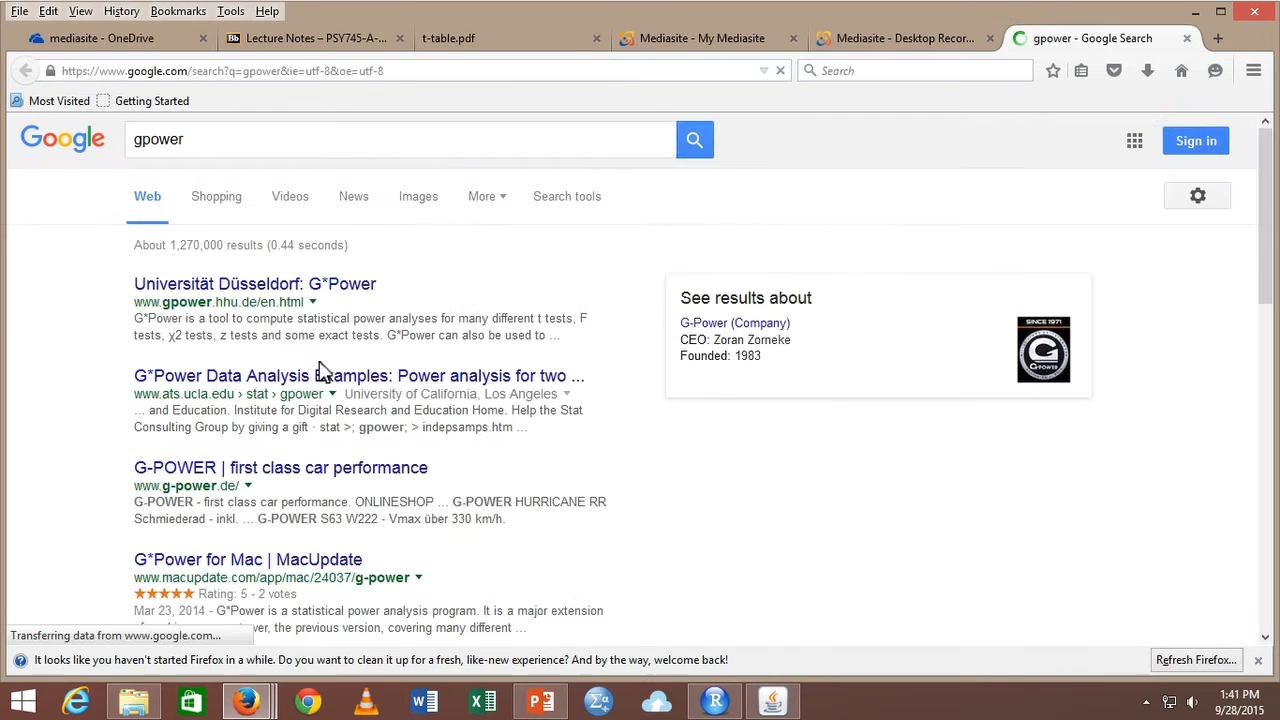 File Edit View History Bookmarks Tools Help
mediasite - OneDrive
Bb Lecture Notes – PSY745-A-...
t-table.pdf
Mediasite - My Mediasite
Mediasite - Desktop Recor...
gpower - Google Search
https://www.google.com/search?q=gpower&ie=utf-8&oe=utf-8
Search
Most Visited Getting Started
Google
gpower
Sign in
Web Shopping Videos News Images More Search tools
About 1,270,000 results (0.44 seconds)
Universität Düsseldorf: G*Power
www.gpower.hhu.de/en.html
G*Power is a tool to compute statistical power analyses for many different t tests, F
tests, χ2 tests, z tests and some exact tests. G*Power can also be used to ...
G*Power Data Analysis Examples: Power analysis for two ...
www.ats.ucla.edu › stat › gpower University of California, Los Angeles
... and Education. Institute for Digital Research and Education Home. Help the Stat
Consulting Group by giving a gift · stat >; gpower; > indepsamps.htm ...
G-POWER | first class car performance
www.g-power.de/
G-POWER - first class car performance. ONLINESHOP ... G-POWER HURRICANE RR
Schmiederad - inkl. ... G-POWER S63 W222 - Vmax über 330 km/h.
G*Power for Mac | MacUpdate
www.macupdate.com/app/mac/24037/g-power
Rating: 5 - 2 votes
Mar 23, 2014 - G*Power is a statistical power analysis program. It is a major extension
ower, the previous version, covering many different ...
See results about
G-Power (Company)
CEO: Zoran Zorneke
Founded: 1983
SINCE 1971
G-POWER
Transferring data from www.google.com...
It looks like you haven't started Firefox in a while. Do you want to clean it up for a fresh, like-new experience? And by the way, welcome back!
Refresh Firefox...
1:41 PM
9/28/2015